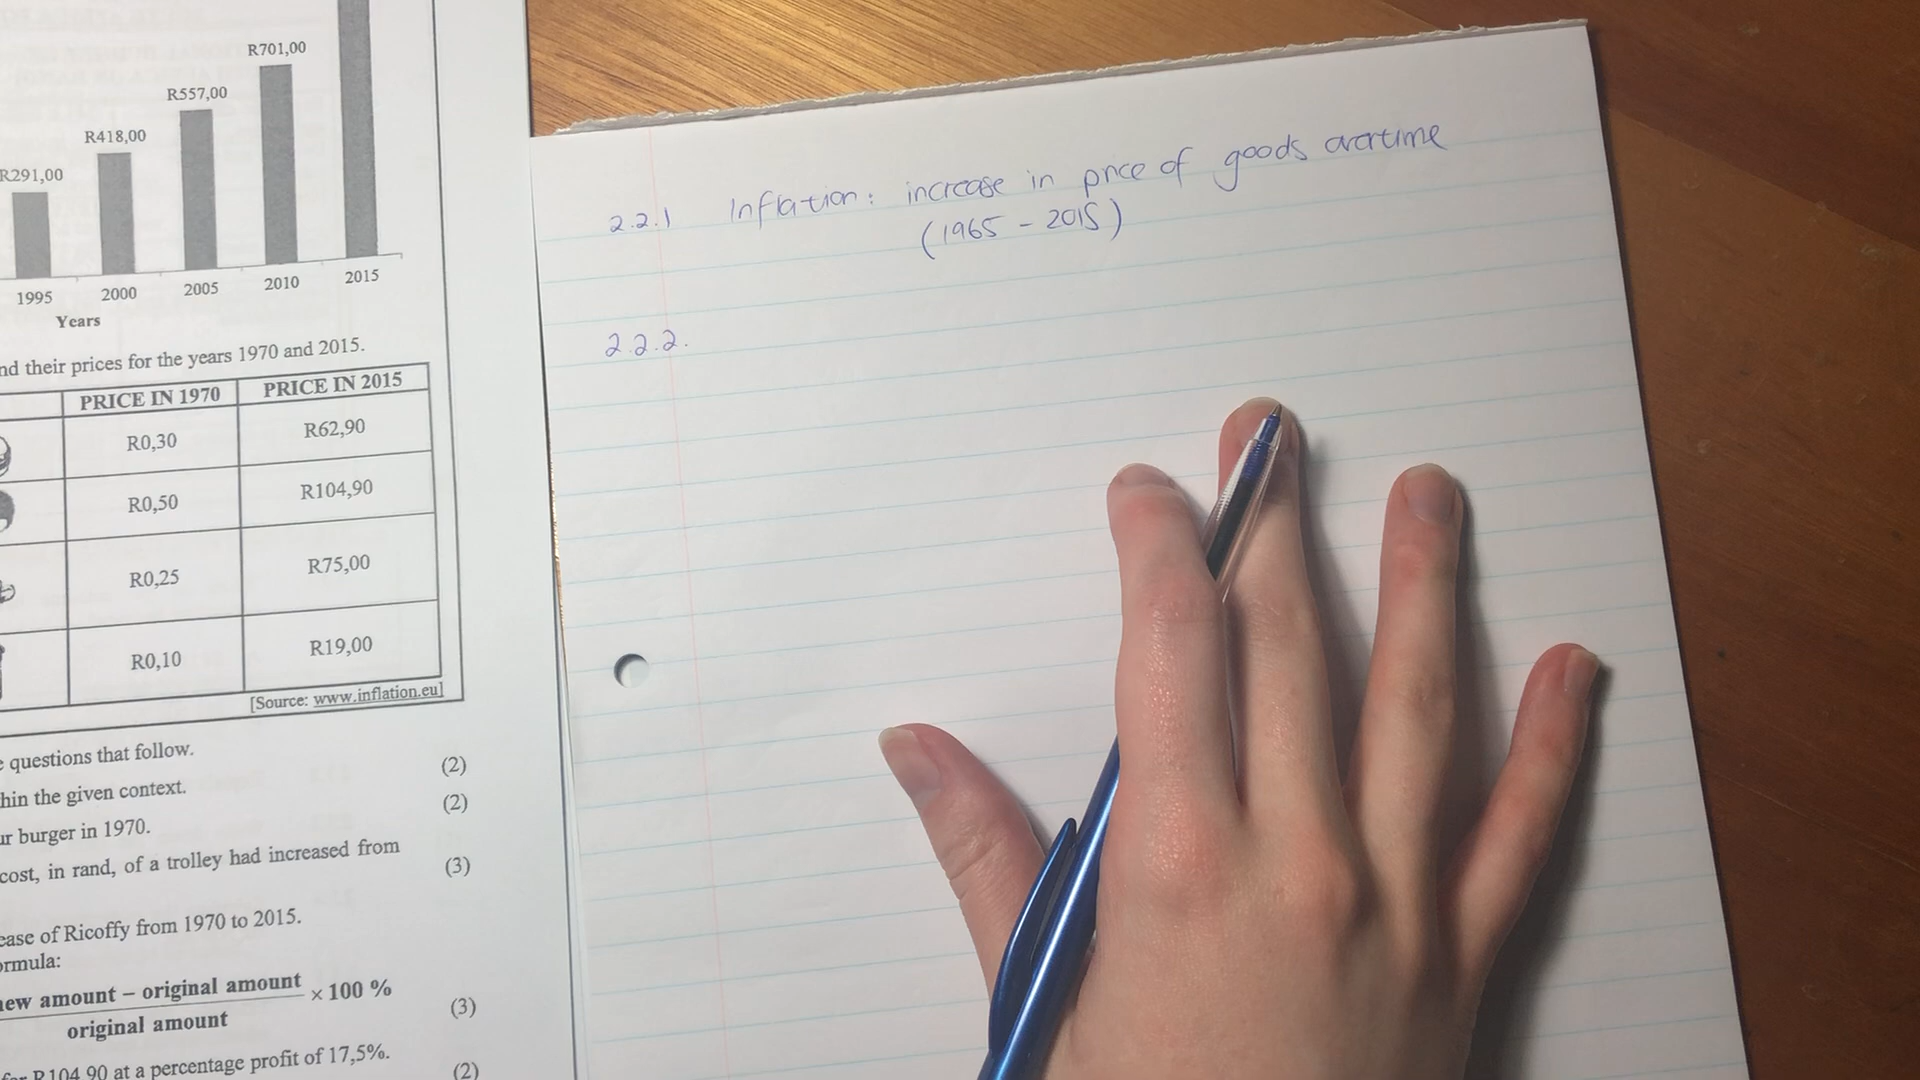 R701,00
R557,00
R418,00
R291,00
1995 2000 2005 2010 2015
Years
nd their prices for the years 1970 and 2015.
PRICE IN 1970 PRICE IN 2015
R0,30 R62,90
R0,50 R104,90
R0,25 R75,00
R0,10 R19,00
[Source: www.inflation.eu]
questions that follow. (2)
hin the given context. (2)
ur burger in 1970.
cost, in rand, of a trolley had increased from (3)
ease of Ricoffy from 1970 to 2015.
ormula:
new amount – original amount
× 100 %
original amount (3)
R104,90 at a percentage profit of 17,5%. (2)
2.2.1 Inflation: increase in price of goods overtime
(1965 - 2015)
2.2.2.